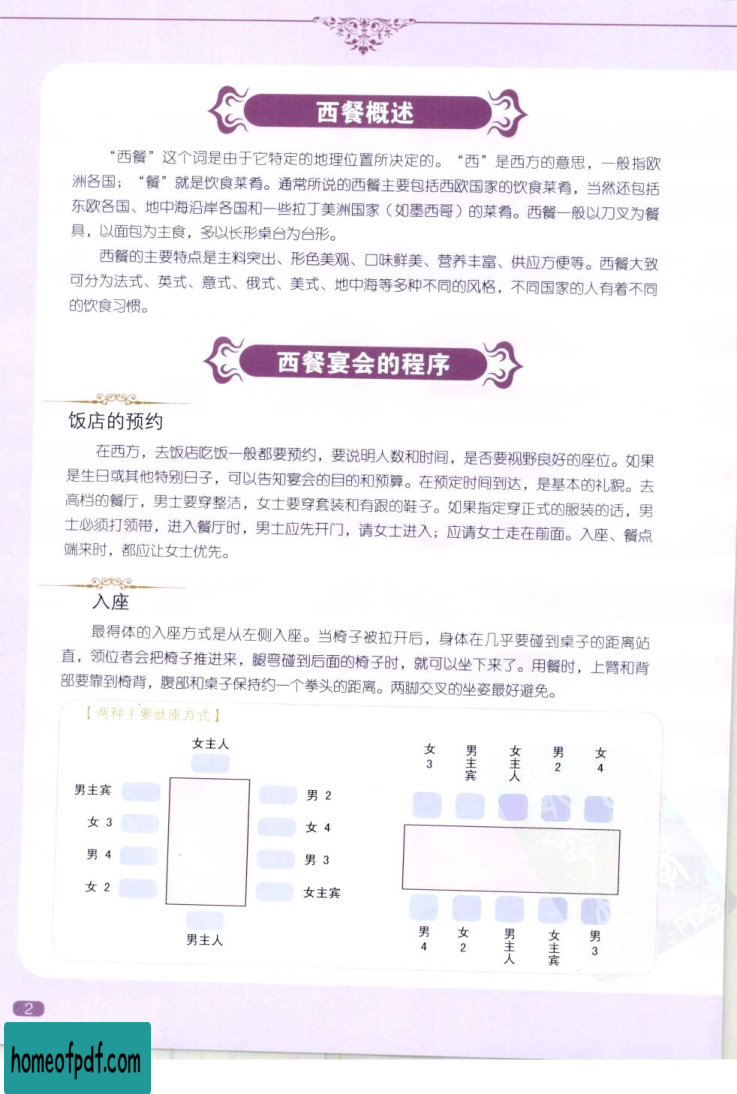 西餐概述
“西餐”这个词是由于它特定的地理位置所决定的。“西”是西方的意思，一般指欧
洲各国；“餐”就是饮食菜肴。通常所说的西餐主要包括西欧国家的饮食菜肴，当然还包括
东欧各国、地中海沿岸各国和一些拉丁美洲国家（如墨西哥）的菜肴。西餐一般以刀叉为餐
具，以面包为主食，多以长形桌台为台形。
西餐的主要特点是主料突出、形色美观、口味鲜美、营养丰富、供应方便等。西餐大致
可分为法式、英式、意式、俄式、美式、地中海等多种不同的风格，不同国家的人有着不同
的饮食习惯。
西餐宴会的程序
饭店的预约
在西方，去饭店吃饭一般都要预约，要说明人数和时间，是否要视野良好的座位。如果
是生日或其他特别日子，可以告知宴会的目的和预算。在预定时间到达，是基本的礼貌。去
高档的餐厅，男士要穿整洁，女士要穿套装和有跟的鞋子。如果指定穿正式的服装的话，男
士必须打领带，进入餐厅时，男士应先开门，请女士进入；应请女士走在前面。入座、餐点
端来时，都应让女士优先。
入座
最得体的入座方式是从左侧入座。当椅子被拉开后，身体在几乎要碰到桌子的距离站
直，领位者会把椅子推进来，腿弯碰到后面的椅子时，就可以坐下来了。用餐时，上臂和背
部要靠到椅背，腹部和桌子保持约一个拳头的距离。两脚交叉的坐姿最好避免。
【两种主要就座方式】
女主人
男主宾
女 3
男 4
女 2
男 2
女 4
男 3
女主宾
男主人
女3
男主宾
女主人
男2
女4
男4
女2
男主人
女主宾
男3
PDG
2
homeofpdf.com